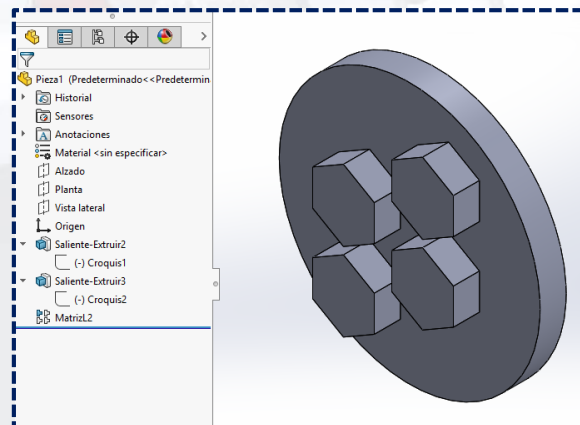 Pieza1 (Predeterminado<<Predetermin
Historial
Sensores
Anotaciones
Material <sin especificar>
Alzado
Planta
Vista lateral
Origen
Saliente-Extruir2
(-) Croquis1
Saliente-Extruir3
(-) Croquis2
MatrizL2